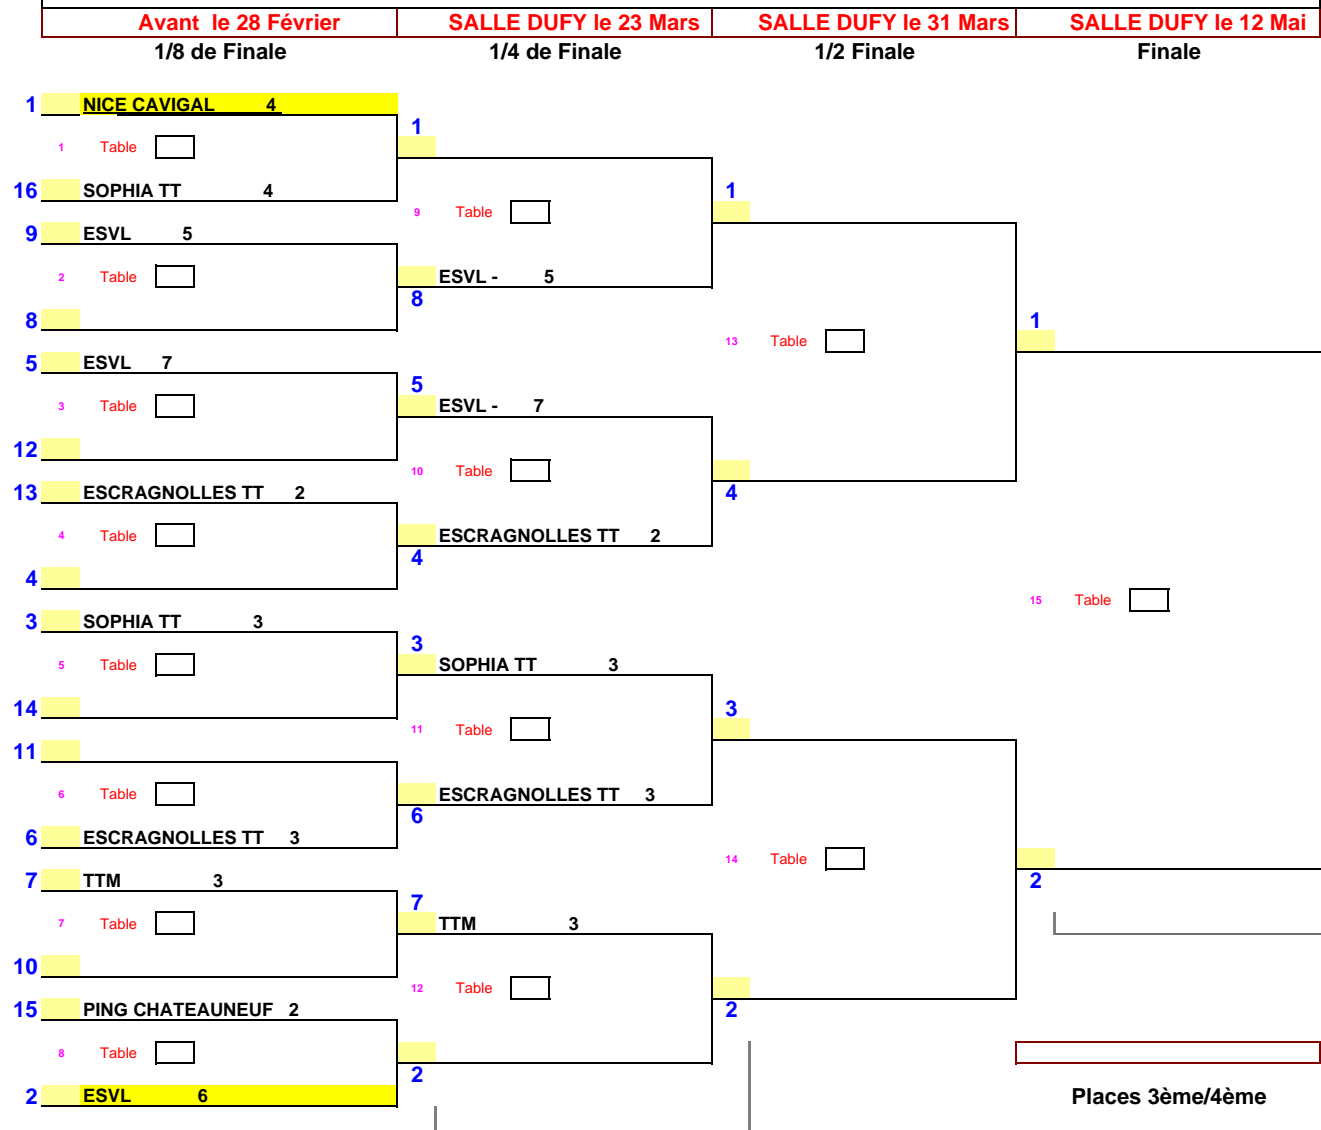 Avant le 28 Février SALLE DUFY le 23 Mars SALLE DUFY le 31 Mars SALLE DUFY le 12 Mai
1/8 de Finale 1/4 de Finale 1/2 Finale Finale
1 NICE CAVIGAL 4
1
1 Table
16 SOPHIA TT 4
1
9 Table
9 ESVL 5
2 Table
ESVL - 5
8
8
1
13 Table
5 ESVL 7
5
3 Table
ESVL - 7
12
10 Table
13 ESCRAGNOLLES TT 2
4
4 Table
ESCRAGNOLLES TT 2
4
4
15 Table
3 SOPHIA TT 3
3
5 Table
SOPHIA TT 3
14
3
11 Table
11
6 Table
ESCRAGNOLLES TT 3
6
6 ESCRAGNOLLES TT 3
14 Table
7 TTM 3
2
7
7 Table
TTM 3
10
12 Table
15 PING CHATEAUNEUF 2
2
8 Table
2
2 ESVL 6
Places 3ème/4ème